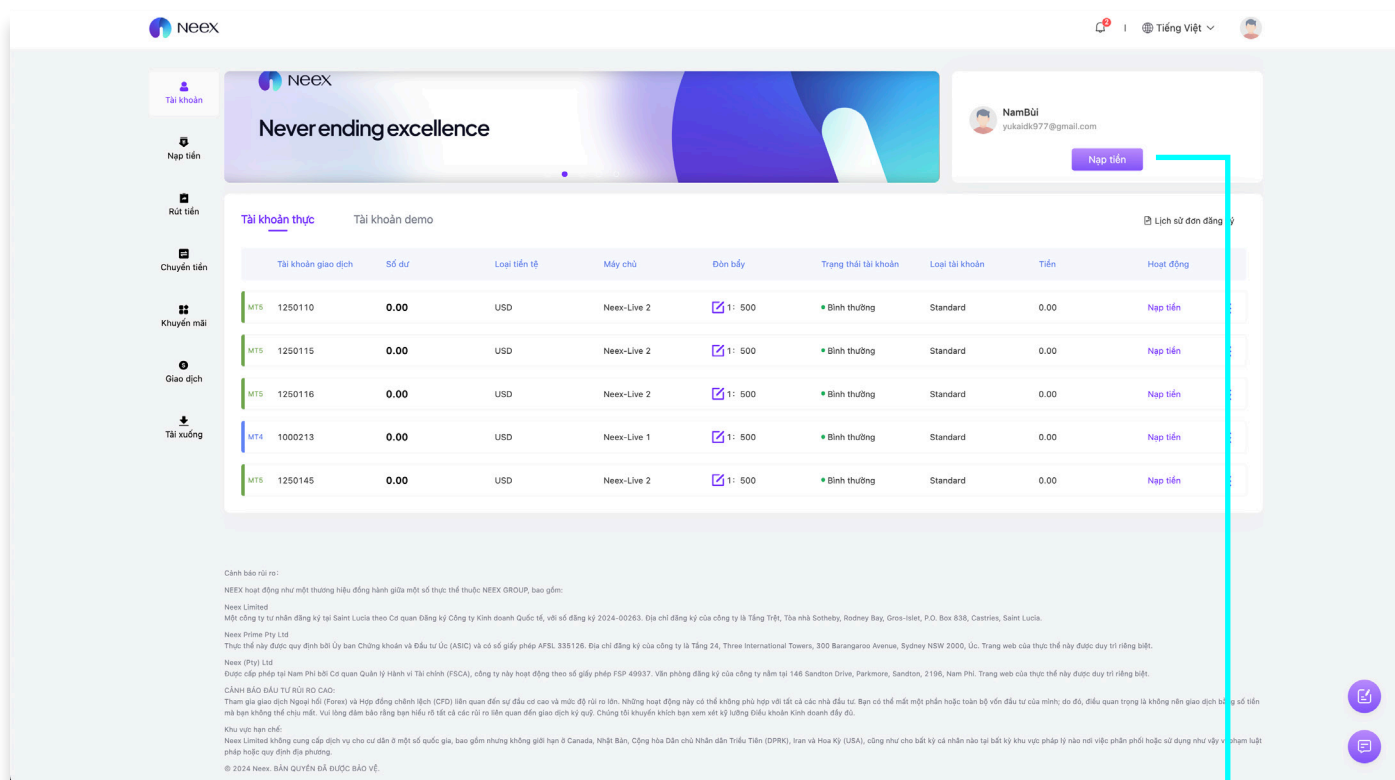 Neex
2
Tiếng Việt
Tài khoản
Nạp tiền
Rút tiền
Chuyển tiền
Khuyến mãi
Giao dịch
Tải xuống
Neex
Never ending excellence
NamBùi
yukaidk977@gmail.com
Nạp tiền
Tài khoản thực Tài khoản demo Lịch sử đơn đăng ký
Tài khoản giao dịch Số dư Loại tiền tệ Máy chủ Đòn bẩy Trạng thái tài khoản Loại tài khoản Tiền Hoạt động
MT5 1250110 0.00 USD Neex-Live 2 1: 500 Bình thường Standard 0.00 Nạp tiền
MT5 1250115 0.00 USD Neex-Live 2 1: 500 Bình thường Standard 0.00 Nạp tiền
MT5 1250116 0.00 USD Neex-Live 2 1: 500 Bình thường Standard 0.00 Nạp tiền
MT4 1000213 0.00 USD Neex-Live 1 1: 500 Bình thường Standard 0.00 Nạp tiền
MT5 1250145 0.00 USD Neex-Live 2 1: 500 Bình thường Standard 0.00 Nạp tiền
Cảnh báo rủi ro:
NEEX hoạt động như một thương hiệu đồng hành giữa một số thực thể thuộc NEEX GROUP, bao gồm:
Neex Limited
Một công ty tư nhân đăng ký tại Saint Lucia theo Cơ quan Đăng ký Công ty Kinh doanh Quốc tế, với số đăng ký 2024-00263. Địa chỉ đăng ký của công ty là Tầng Trệt, Tòa nhà Sotheby, Rodney Bay, Gros-Islet, P.O. Box 838, Castries, Saint Lucia.
Neex Prime Pty Ltd
Thực thể này được quy định bởi Ủy ban Chứng khoán và Đầu tư Úc (ASIC) và có số giấy phép AFSL 335126. Địa chỉ đăng ký của công ty là Tầng 24, Three International Towers, 300 Barangaroo Avenue, Sydney NSW 2000, Úc. Trang web của thực thể này được duy trì riêng biệt.
Neex (Pty) Ltd
Được cấp phép tại Nam Phi bởi Cơ quan Quản lý Hành vi Tài chính (FSCA), công ty này hoạt động theo số giấy phép FSP 49937. Văn phòng đăng ký của công ty nằm tại 146 Sandton Drive, Parkmore, Sandton, 2196, Nam Phi. Trang web của thực thể này được duy trì riêng biệt.
CẢNH BÁO ĐẦU TƯ RỦI RO CAO:
Tham gia giao dịch Ngoại hối (Forex) và Hợp đồng chênh lệch (CFD) liên quan đến sự đầu cơ cao và mức độ rủi ro lớn. Những hoạt động này có thể không phù hợp với tất cả các nhà đầu tư. Bạn có thể mất một phần hoặc toàn bộ vốn đầu tư của mình; do đó, điều quan trọng là không nên giao dịch bằng số tiền
mà bạn không thể chịu mất. Vui lòng đảm bảo rằng bạn hiểu rõ tất cả các rủi ro liên quan đến giao dịch ký quỹ. Chúng tôi khuyến khích bạn xem xét kỹ lưỡng Điều khoản Kinh doanh đầy đủ.
Khu vực hạn chế:
Neex Limited không cung cấp dịch vụ cho cư dân ở một số quốc gia, bao gồm nhưng không giới hạn ở Canada, Nhật Bản, Cộng hòa Dân chủ Nhân dân Triều Tiên (DPRK), Iran và Hoa Kỳ (USA), cũng như cho bất kỳ cá nhân nào tại bất kỳ khu vực pháp lý nào nơi việc phân phối hoặc sử dụng như vậy vi phạm luật
pháp hoặc quy định địa phương.
© 2024 Neex. BẢN QUYỀN ĐÃ ĐƯỢC BẢO VỆ.